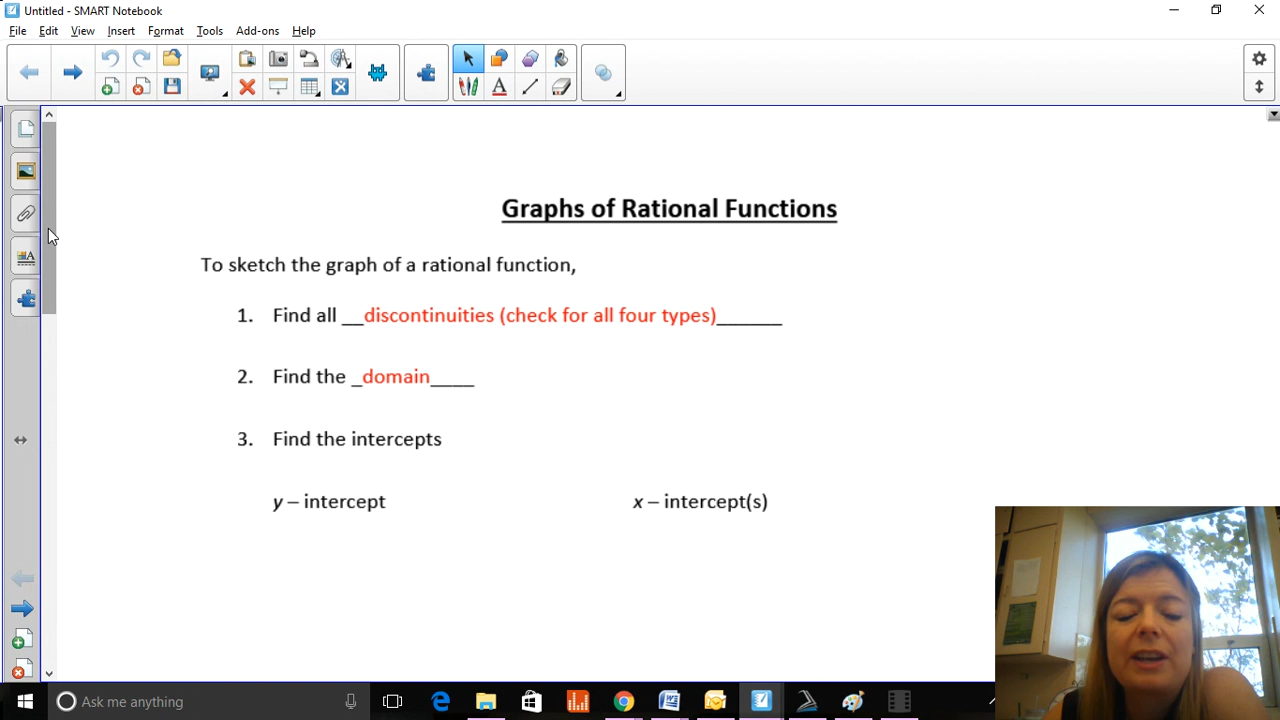 Untitled - SMART Notebook
File Edit View Insert Format Tools Add-ons Help
Graphs of Rational Functions
To sketch the graph of a rational function,
1. Find all __discontinuities (check for all four types)______
2. Find the _domain____
3. Find the intercepts
y – intercept x – intercept(s)
Ask me anything